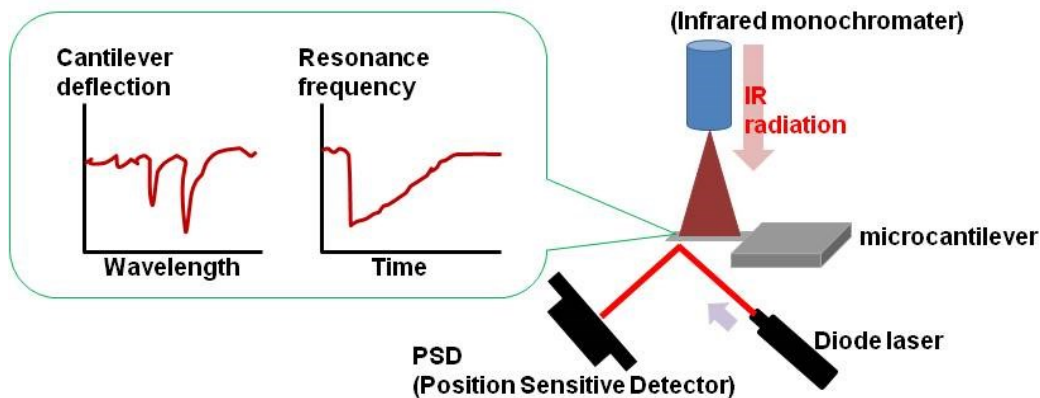 (Infrared monochromater)
Cantilever
deflection
Resonance
frequency
IR
radiation
microcantilever
Wavelength
Time
Diode laser
PSD
(Position Sensitive Detector)